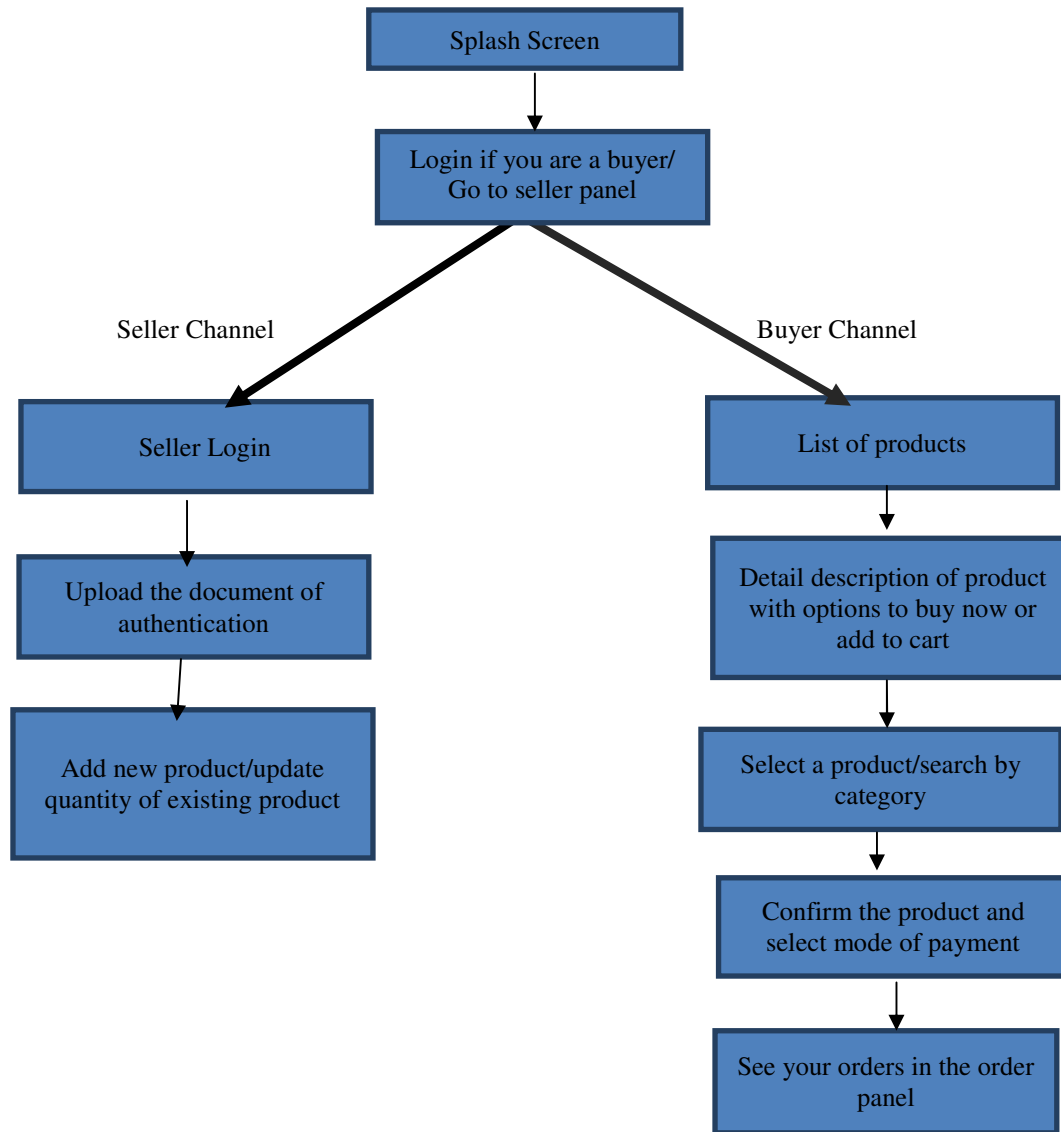 Splash Screen
Login if you are a buyer/
Go to seller panel
Seller Channel
Buyer Channel
Seller Login
List of products
Upload the document of
authentication
Detail description of product
with options to buy now or
add to cart
Add new product/update
quantity of existing product
Select a product/search by
category
Confirm the product and
select mode of payment
See your orders in the order
panel